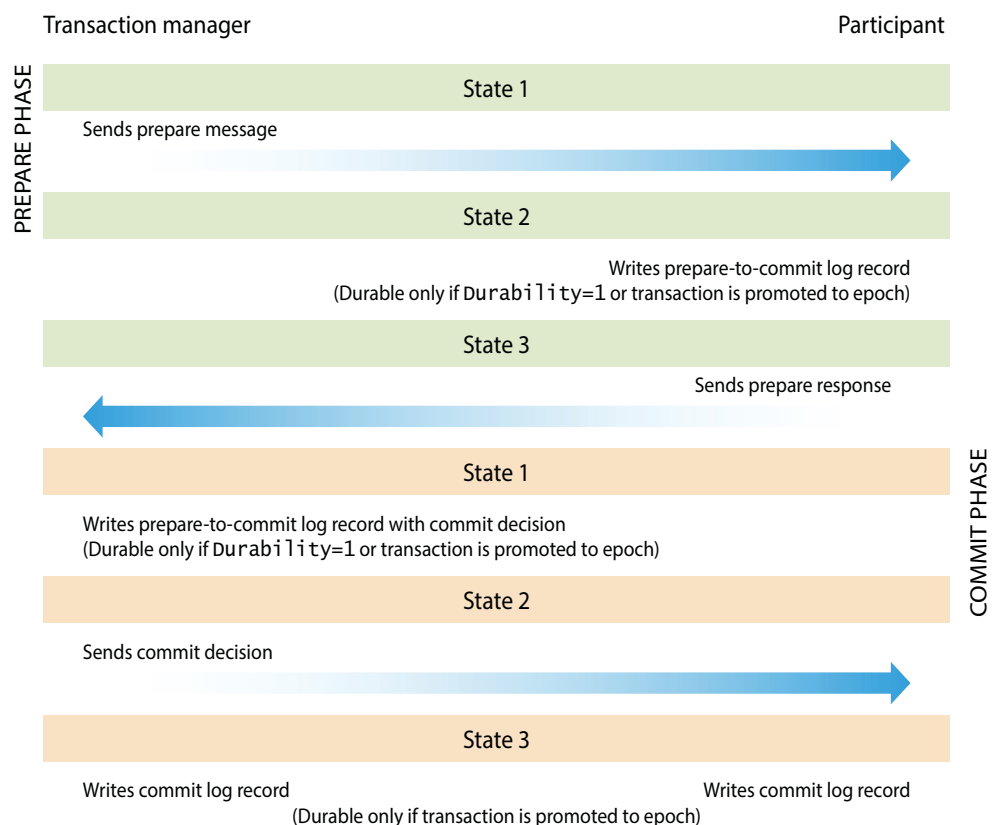 Transaction manager
Participant
PREPARE PHASE
State 1
Sends prepare message
State 2
Writes prepare-to-commit log record
(Durable only if Durability=1 or transaction is promoted to epoch)
State 3
Sends prepare response
COMMIT PHASE
State 1
Writes prepare-to-commit log record with commit decision
(Durable only if Durability=1 or transaction is promoted to epoch)
State 2
Sends commit decision
State 3
Writes commit log record
Writes commit log record
(Durable only if transaction is promoted to epoch)